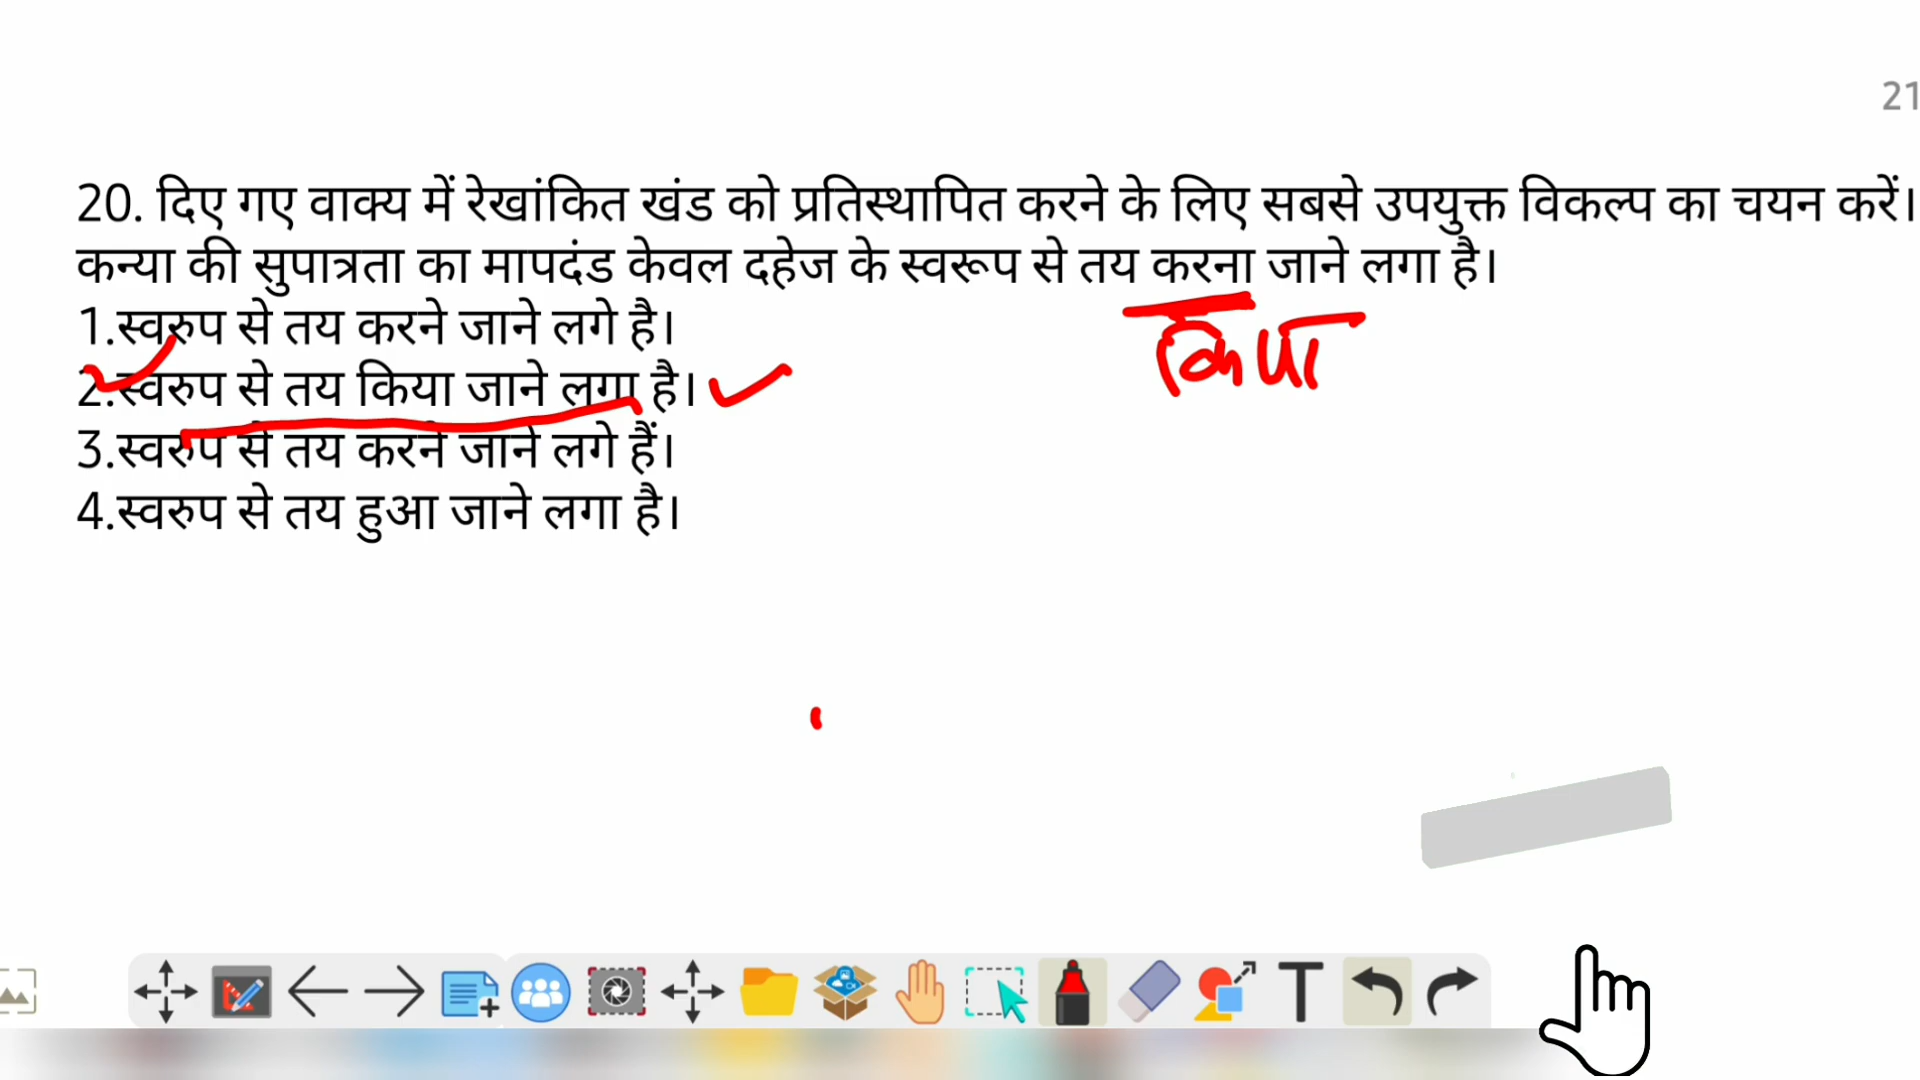 21
20. दिए गए वाक्य में रेखांकित खंड को प्रतिस्थापित करने के लिए सबसे उपयुक्त विकल्प का चयन करें।
कन्या की सुपात्रता का मापदंड केवल दहेज के स्वरूप से तय करना जाने लगा है।
1.स्वरुप से तय करने जाने लगे है।
किया
2.स्वरुप से तय किया जाने लगा है।
3.स्वरुप से तय करने जाने लगे हैं।
4.स्वरुप से तय हुआ जाने लगा है।